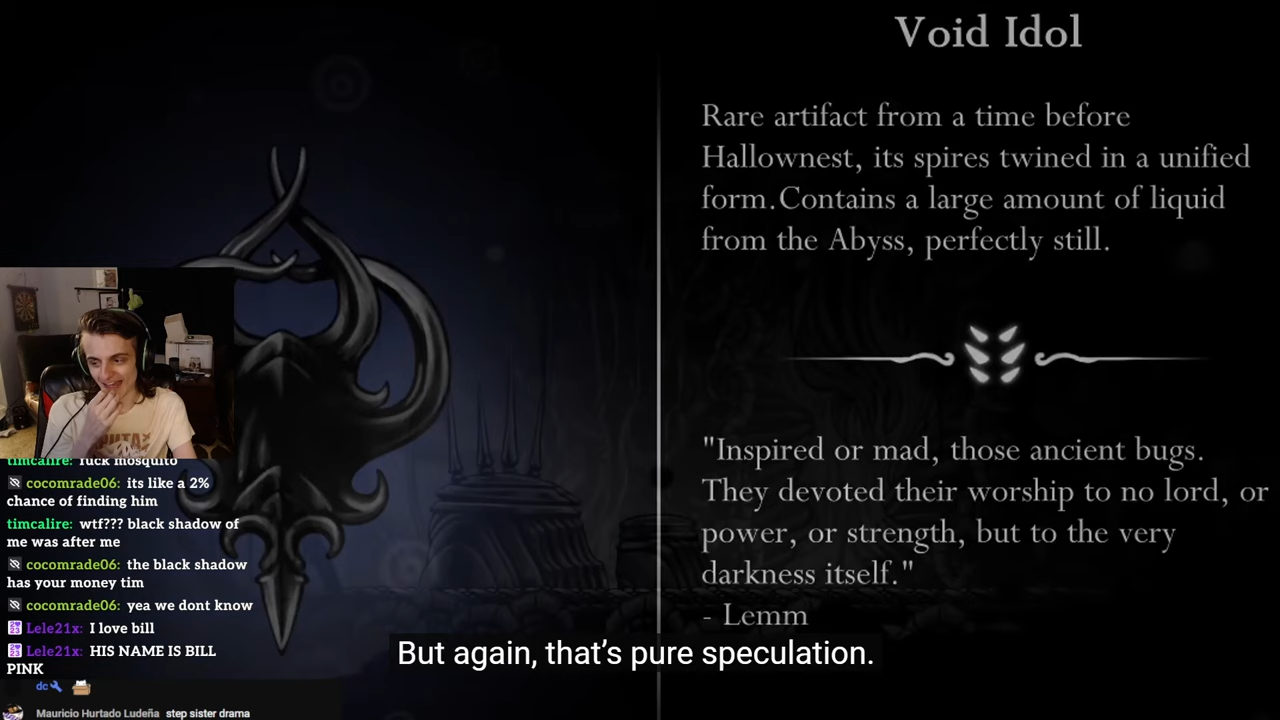 Void Idol
Rare artifact from a time before
Hallownest, its spires twined in a unified
form.Contains a large amount of liquid
from the Abyss, perfectly still.
"Inspired or mad, those ancient bugs.
They devoted their worship to no lord, or
power, or strength, but to the very
darkness itself."
- Lemm
But again, that's pure speculation.
timcalire: fuck mosquito
cocomrade06: its like a 2%
chance of finding him
timcalire: wtf??? black shadow of
me was after me
cocomrade06: the black shadow
has your money tim
cocomrade06: yea we dont know
Lele21x: I love bill
Lele21x: HIS NAME IS BILL
PINK
dc
Mauricio Hurtado Ludeña step sister drama